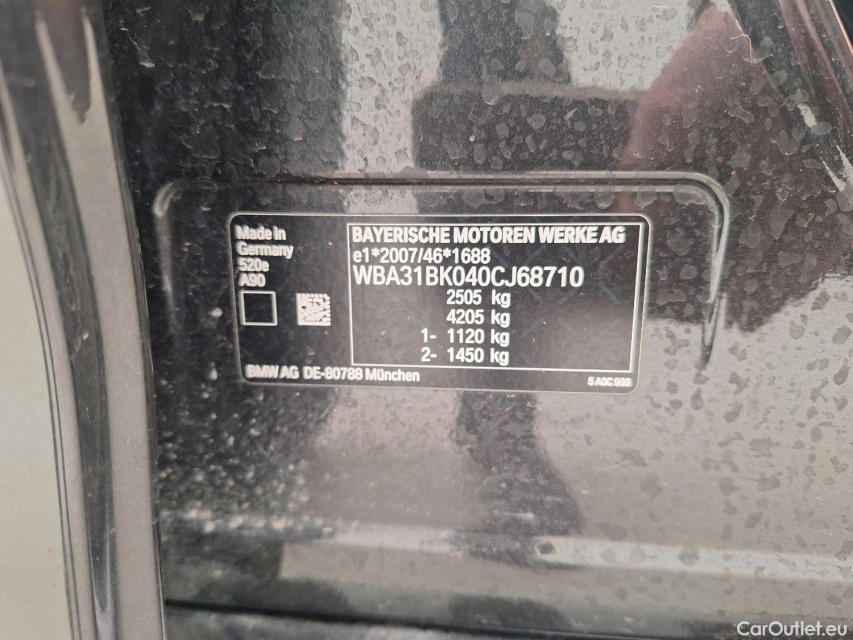 Made in
Germany
520e
A90
BAYERISCHE MOTOREN WERKE AG
e1*2007/46*1688
WBA31BK040CJ68710
2505 kg
4205 kg
1- 1120 kg
2- 1450 kg
BMW AG DE-80788 München
5 A0C 986
CarOutlet.eu